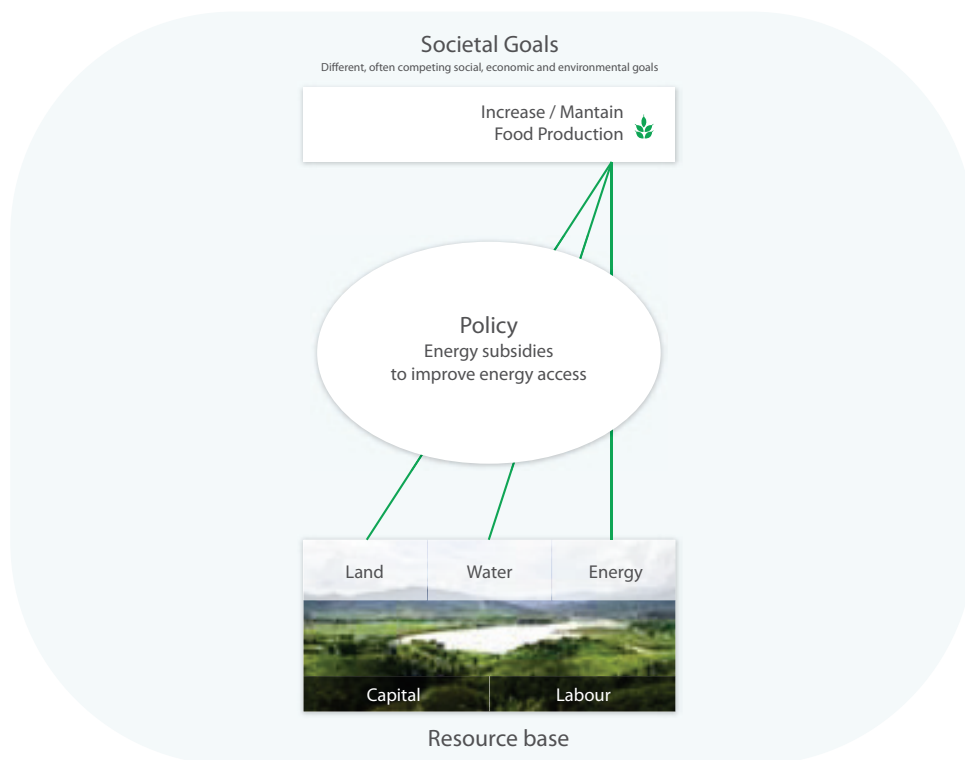 Societal Goals
Different, often competing social, economic and environmental goals
Increase / Mantain
Food Production
Policy
Energy subsidies
to improve energy access
Land
Water
Energy
Capital
Labour
Resource base